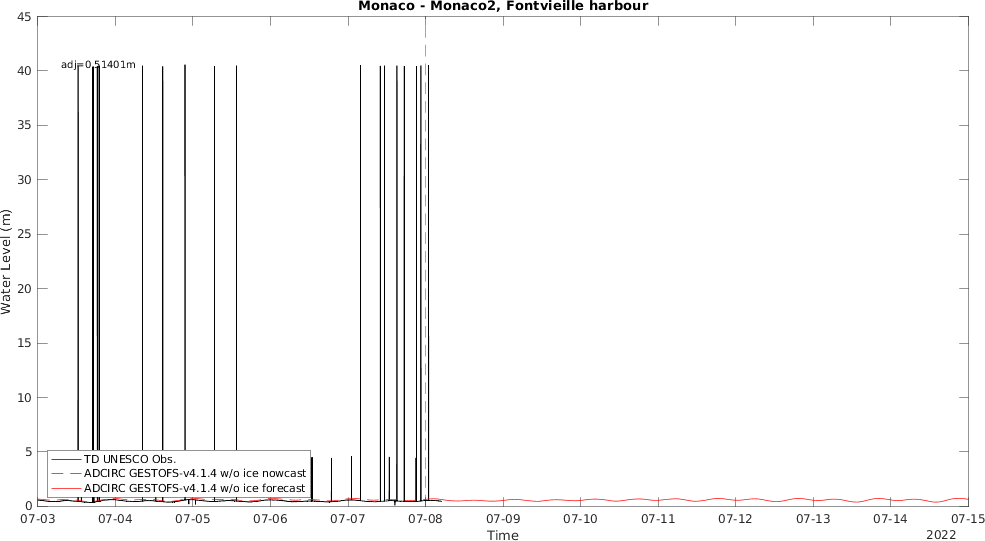 Monaco - Monaco2, Fontvieille harbour
45
40
35
30
25
20
15
10
5
0
Water Level (m)
adj=0.51401m
TD UNESCO Obs.
ADCIRC GESTOFS-v4.1.4 w/o ice nowcast
ADCIRC GESTOFS-v4.1.4 w/o ice forecast
07-03 07-04 07-05 07-06 07-07 07-08 07-09 07-10 07-11 07-12 07-13 07-14 07-15
Time
2022